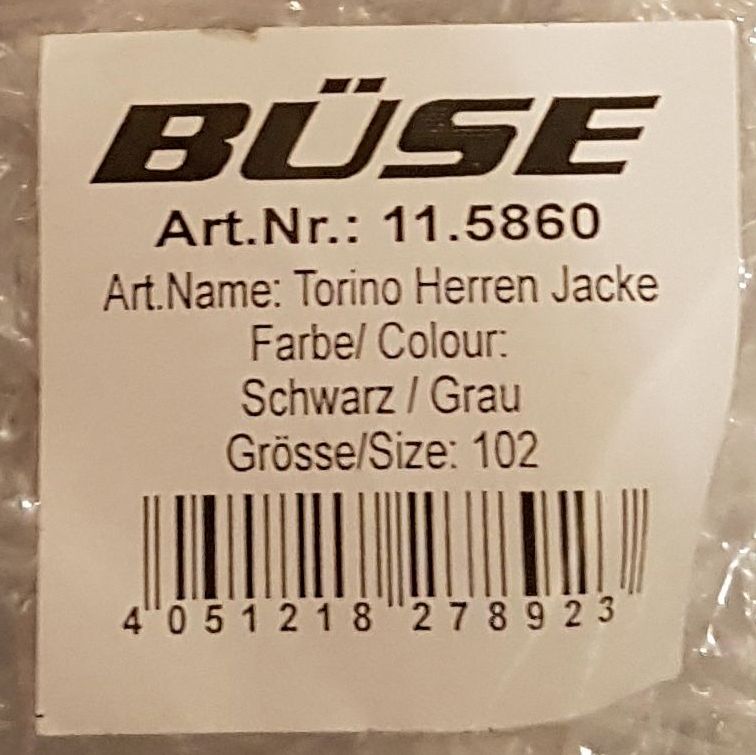 BÜSE
Art.Nr.: 11.5860
Art.Name: Torino Herren Jacke
Farbe/ Colour:
Schwarz / Grau
Grösse/Size: 102
4 051218 278923